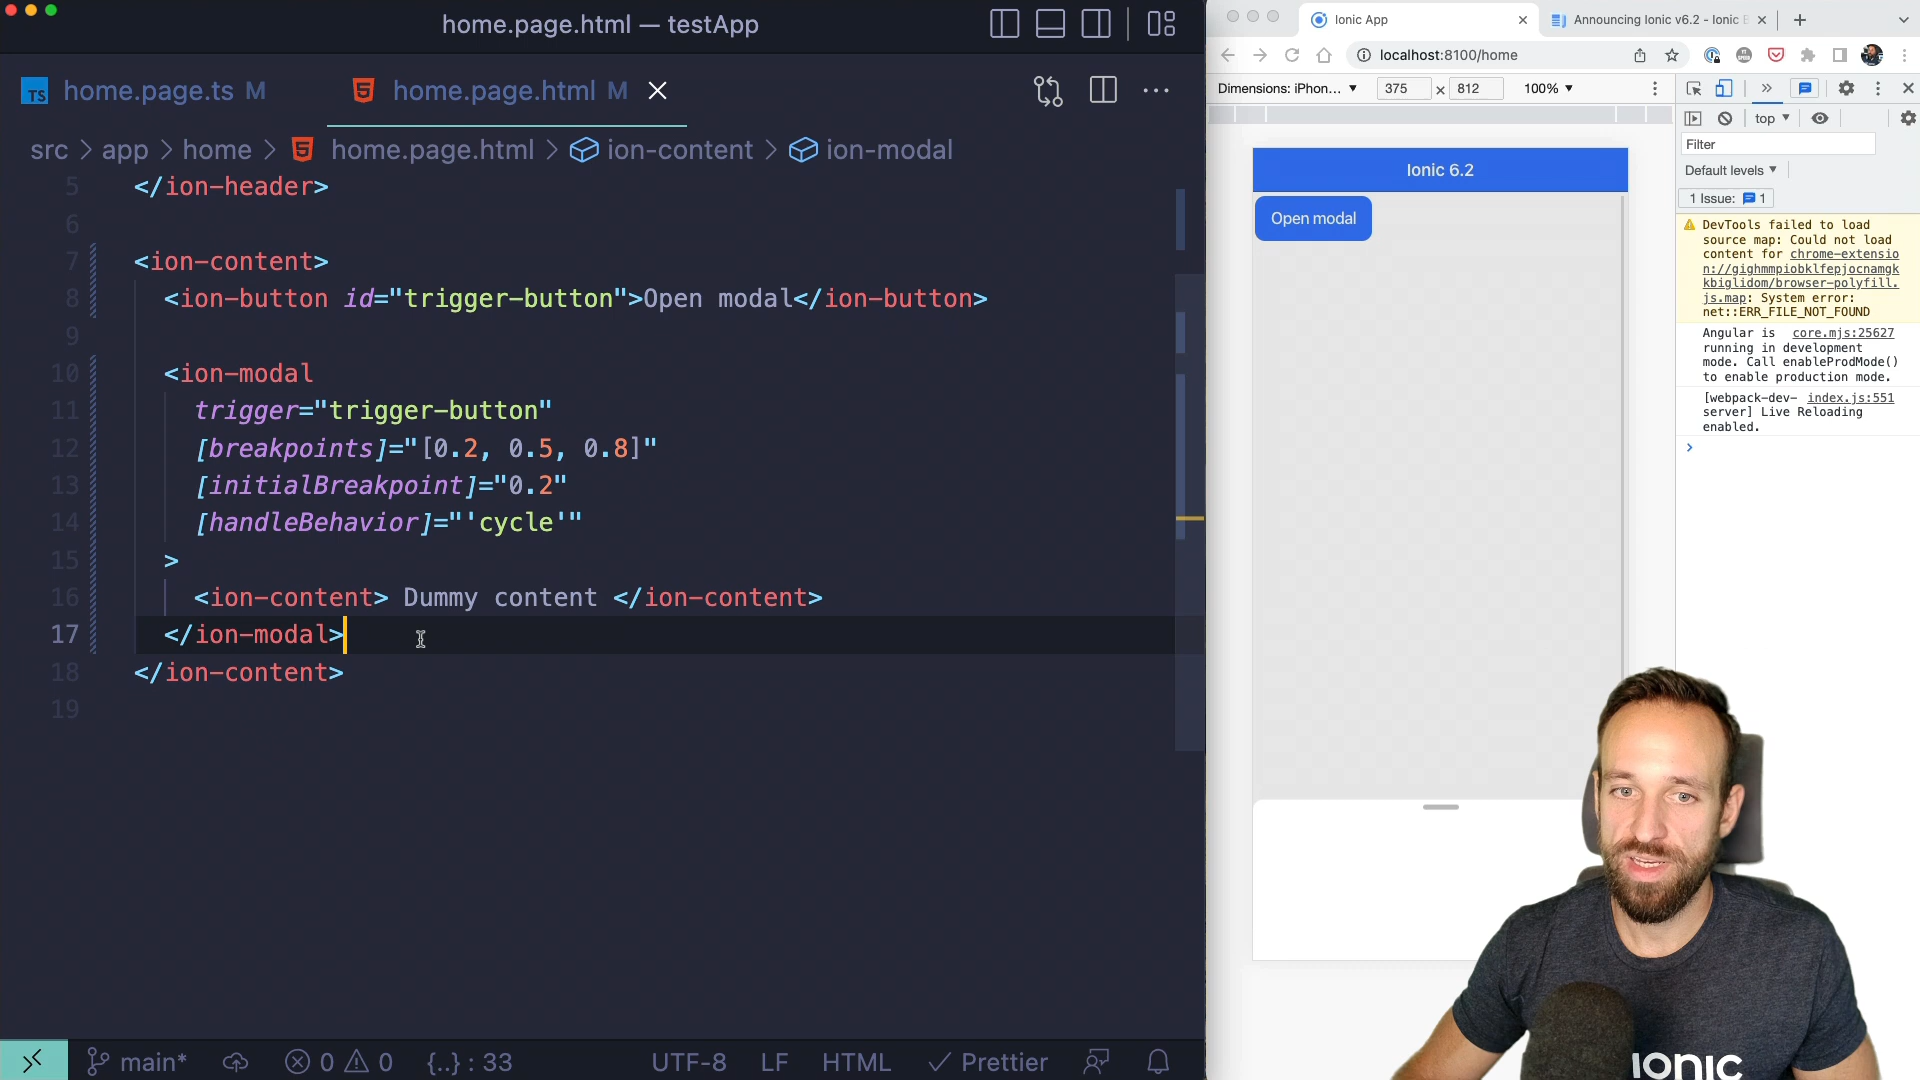 home.page.html — testApp
TS home.page.ts M
home.page.html M
src > app > home > home.page.html > ion-content > ion-modal
5 </ion-header>
6
7 <ion-content>
8 <ion-button id="trigger-button">Open modal</ion-button>
9
10 <ion-modal
11 trigger="trigger-button"
12 [breakpoints]="[0.2, 0.5, 0.8]"
13 [initialBreakpoint]="0.2"
14 [handleBehavior]="'cycle'"
15 >
16 <ion-content> Dummy content </ion-content>
17 </ion-modal>
18 </ion-content>
19
main*
0 0
{..} : 33
UTF-8
LF
HTML
Prettier
Ionic App
Announcing Ionic v6.2 - Ionic
localhost:8100/home
Dimensions: iPhon...
375 x 812
100%
Ionic 6.2
Open modal
top
Filter
Default levels
1 Issue: 1
DevTools failed to load
source map: Could not load
content for chrome-extensio
n://gighmmpiobklfepjocnamgk
kbiglidom/browser-polyfill.
js.map: System error:
net::ERR_FILE_NOT_FOUND
Angular is core.mjs:25627
running in development
mode. Call enableProdMode()
to enable production mode.
[webpack-dev- index.js:551
server] Live Reloading
enabled.
IONIC